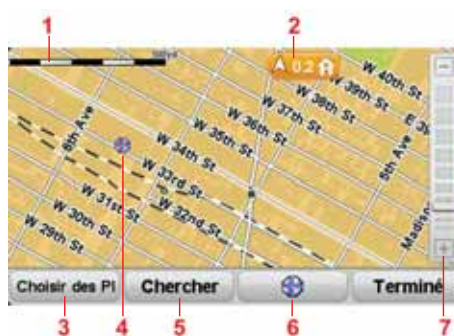 1
2
0.2
W 40th St
W 39th St
W 38th St
W 37th St
W 36th St
W 35th St
W 34th St
W 33rd St
W 32nd St
W 31st St
W 30th St
W 29th St
8th Ave
5th Ave
Choisir des PI
Chercher
Terminé
3
4
5
6
7